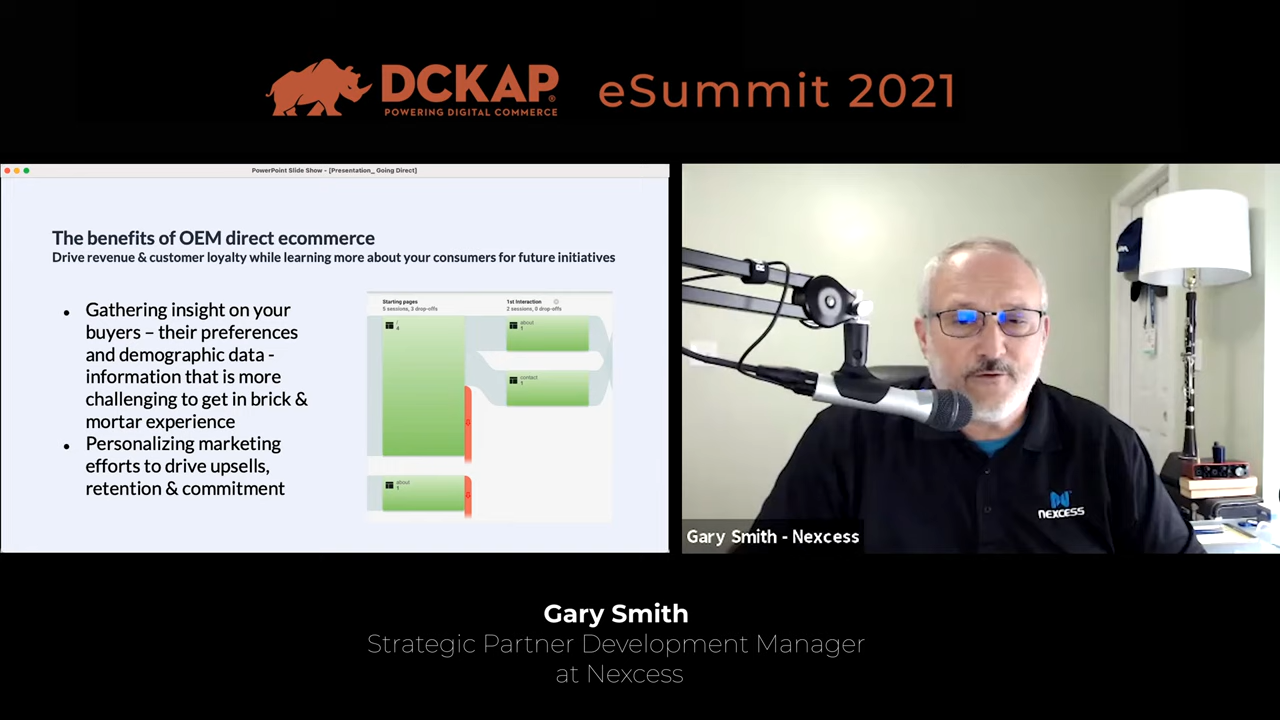 DCKAP®
POWERING DIGITAL COMMERCE
eSummit 2021
PowerPoint Slide Show - [Presentation_ Going Direct]
The benefits of OEM direct ecommerce
Drive revenue & customer loyalty while learning more about your consumers for future initiatives
• Gathering insight on your
buyers – their preferences
and demographic data -
information that is more
challenging to get in brick &
mortar experience
• Personalizing marketing
efforts to drive upsells,
retention & commitment
Starting pages
5 sessions, 3 drop-offs
/
4
about
1
1st Interaction
2 sessions, 0 drop-offs
about
1
contact
1
NEXCESS
Gary Smith - Nexcess
Gary Smith
Strategic Partner Development Manager
at Nexcess